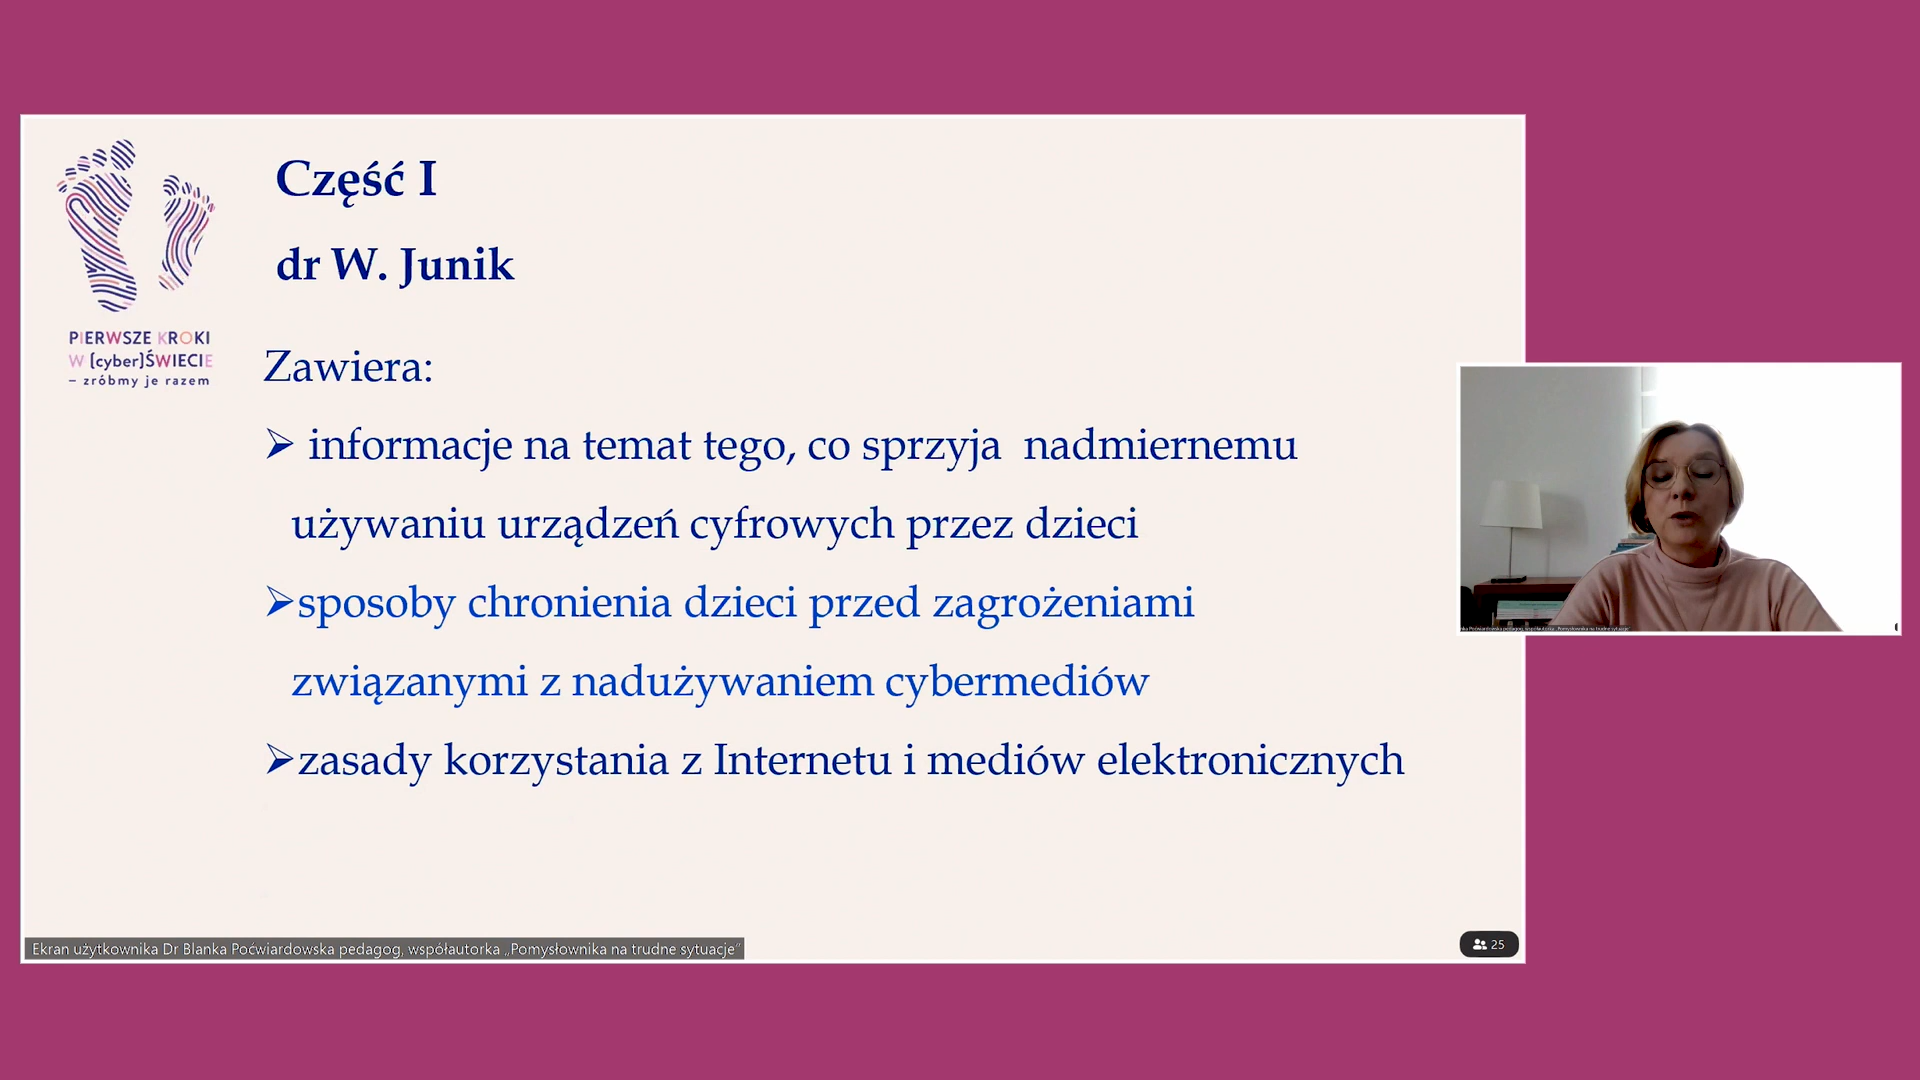 Część I
dr W. Junik
PIERWSZE KROKI
W [cyber]ŚWIECIE
– zróbmy je razem
Zawiera:
➢ informacje na temat tego, co sprzyja nadmiernemu
używaniu urządzeń cyfrowych przez dzieci
➢sposoby chronienia dzieci przed zagrożeniami
związanymi z nadużywaniem cybermediów
➢zasady korzystania z Internetu i mediów elektronicznych
Ekran użytkownika Dr Blanka Poćwiardowska pedagog, współautorka „Pomysłownika na trudne sytuacje”
25